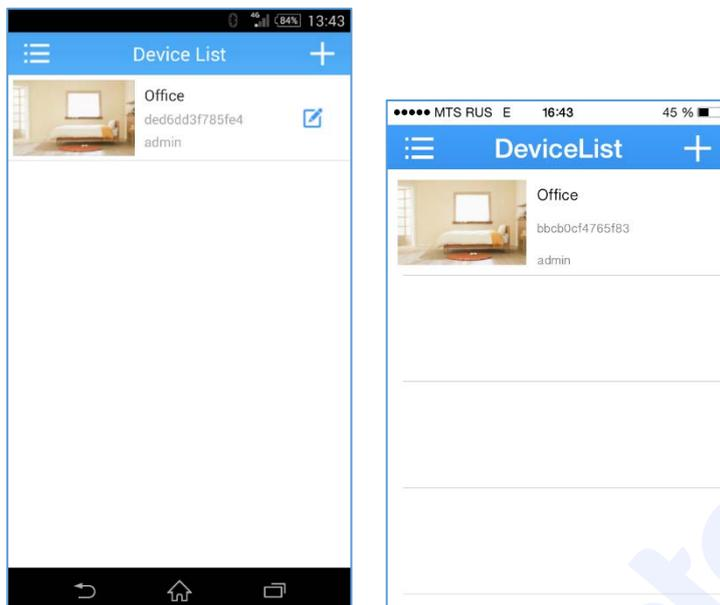 4G 84% 13:43
Device List
Office
ded6dd3f785fe4
admin
MTS RUS E 16:43 45 %
DeviceList
Office
bbcb0cf4765f83
admin